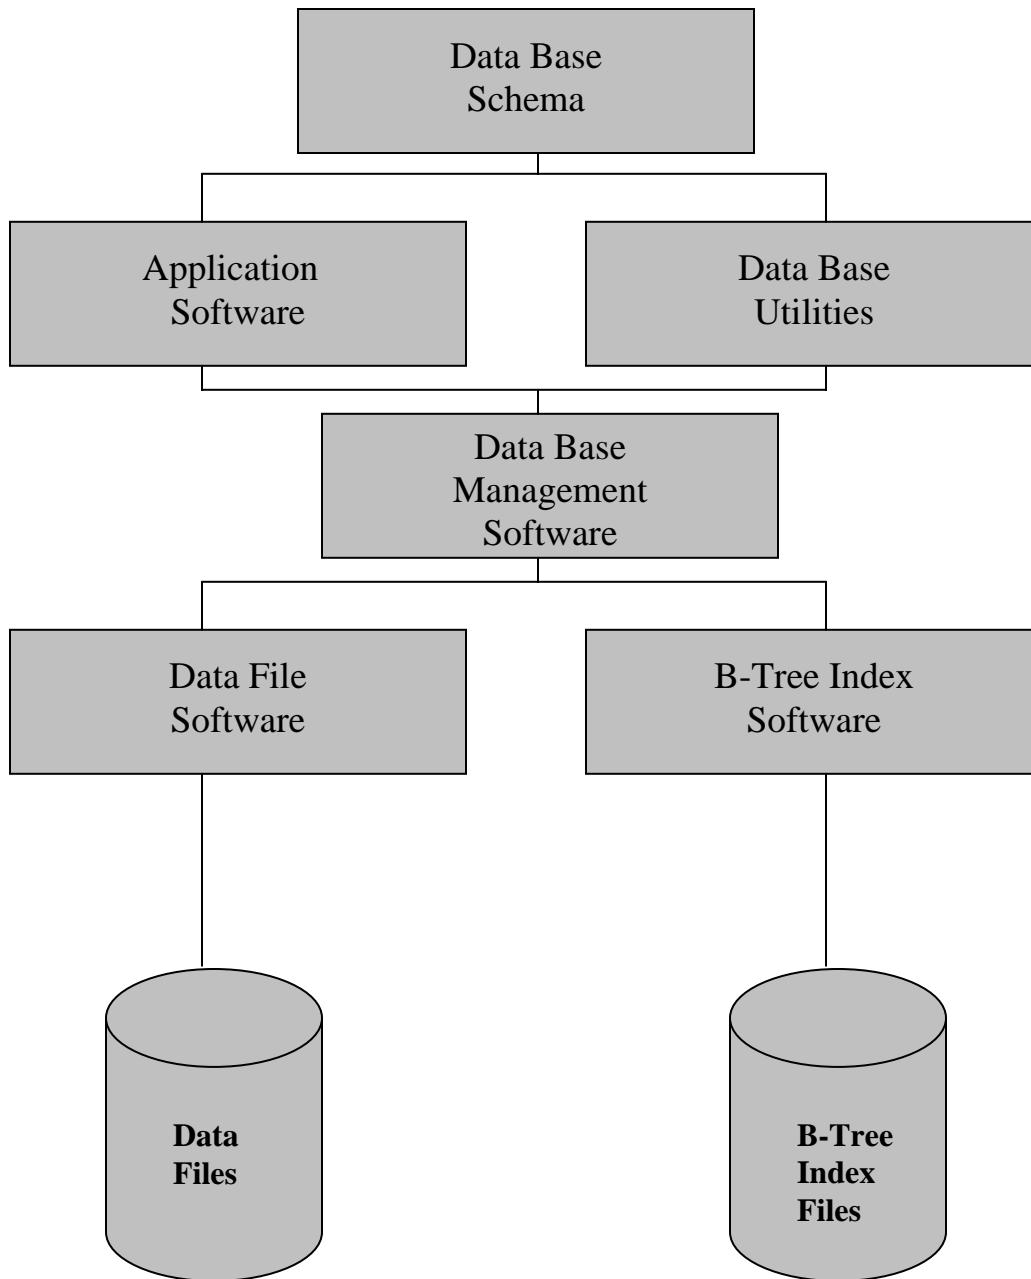 Data Base
Schema
Application
Software
Data Base
Utilities
Data Base
Management
Software
Data File
Software
B-Tree Index
Software
Data
Files
B-Tree
Index
Files